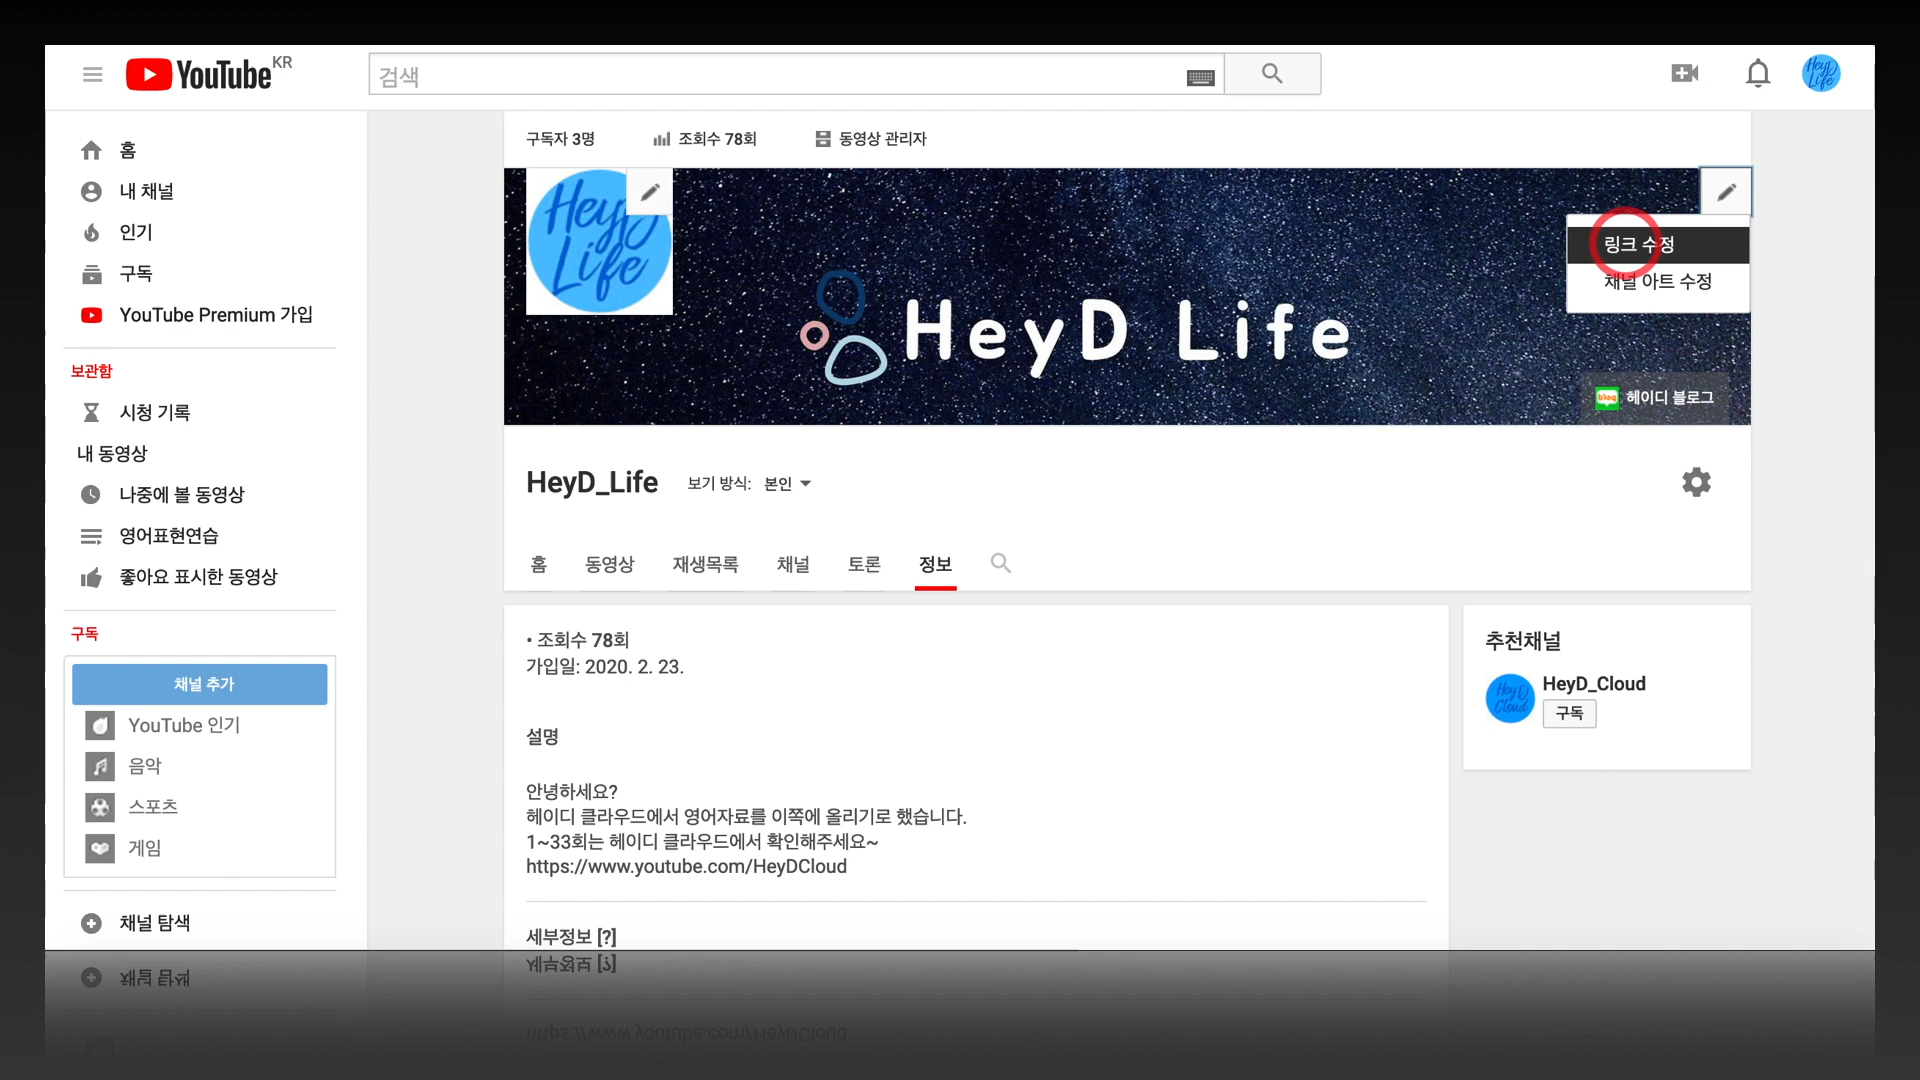 YouTube KR
검색
Hey D Life
홈
내 채널
인기
구독
YouTube Premium 가입
보관함
시청 기록
내 동영상
나중에 볼 동영상
영어표현연습
좋아요 표시한 동영상
구독
채널 추가
YouTube 인기
음악
스포츠
게임
채널 탐색
구독자 3명
조회수 78회
동영상 관리자
HeyD Life
링크 수정
채널 아트 수정
HeyD Life
blog 헤이디 블로그
HeyD_Life
보기 방식: 본인
홈
동영상
재생목록
채널
토론
정보
• 조회수 78회
가입일: 2020. 2. 23.
설명
안녕하세요?
헤이디 클라우드에서 영어자료를 이쪽에 올리기로 했습니다.
1~33회는 헤이디 클라우드에서 확인해주세요~
https://www.youtube.com/HeyDCloud
세부정보 [?]
추천채널
HeyD Cloud
HeyD_Cloud
구독